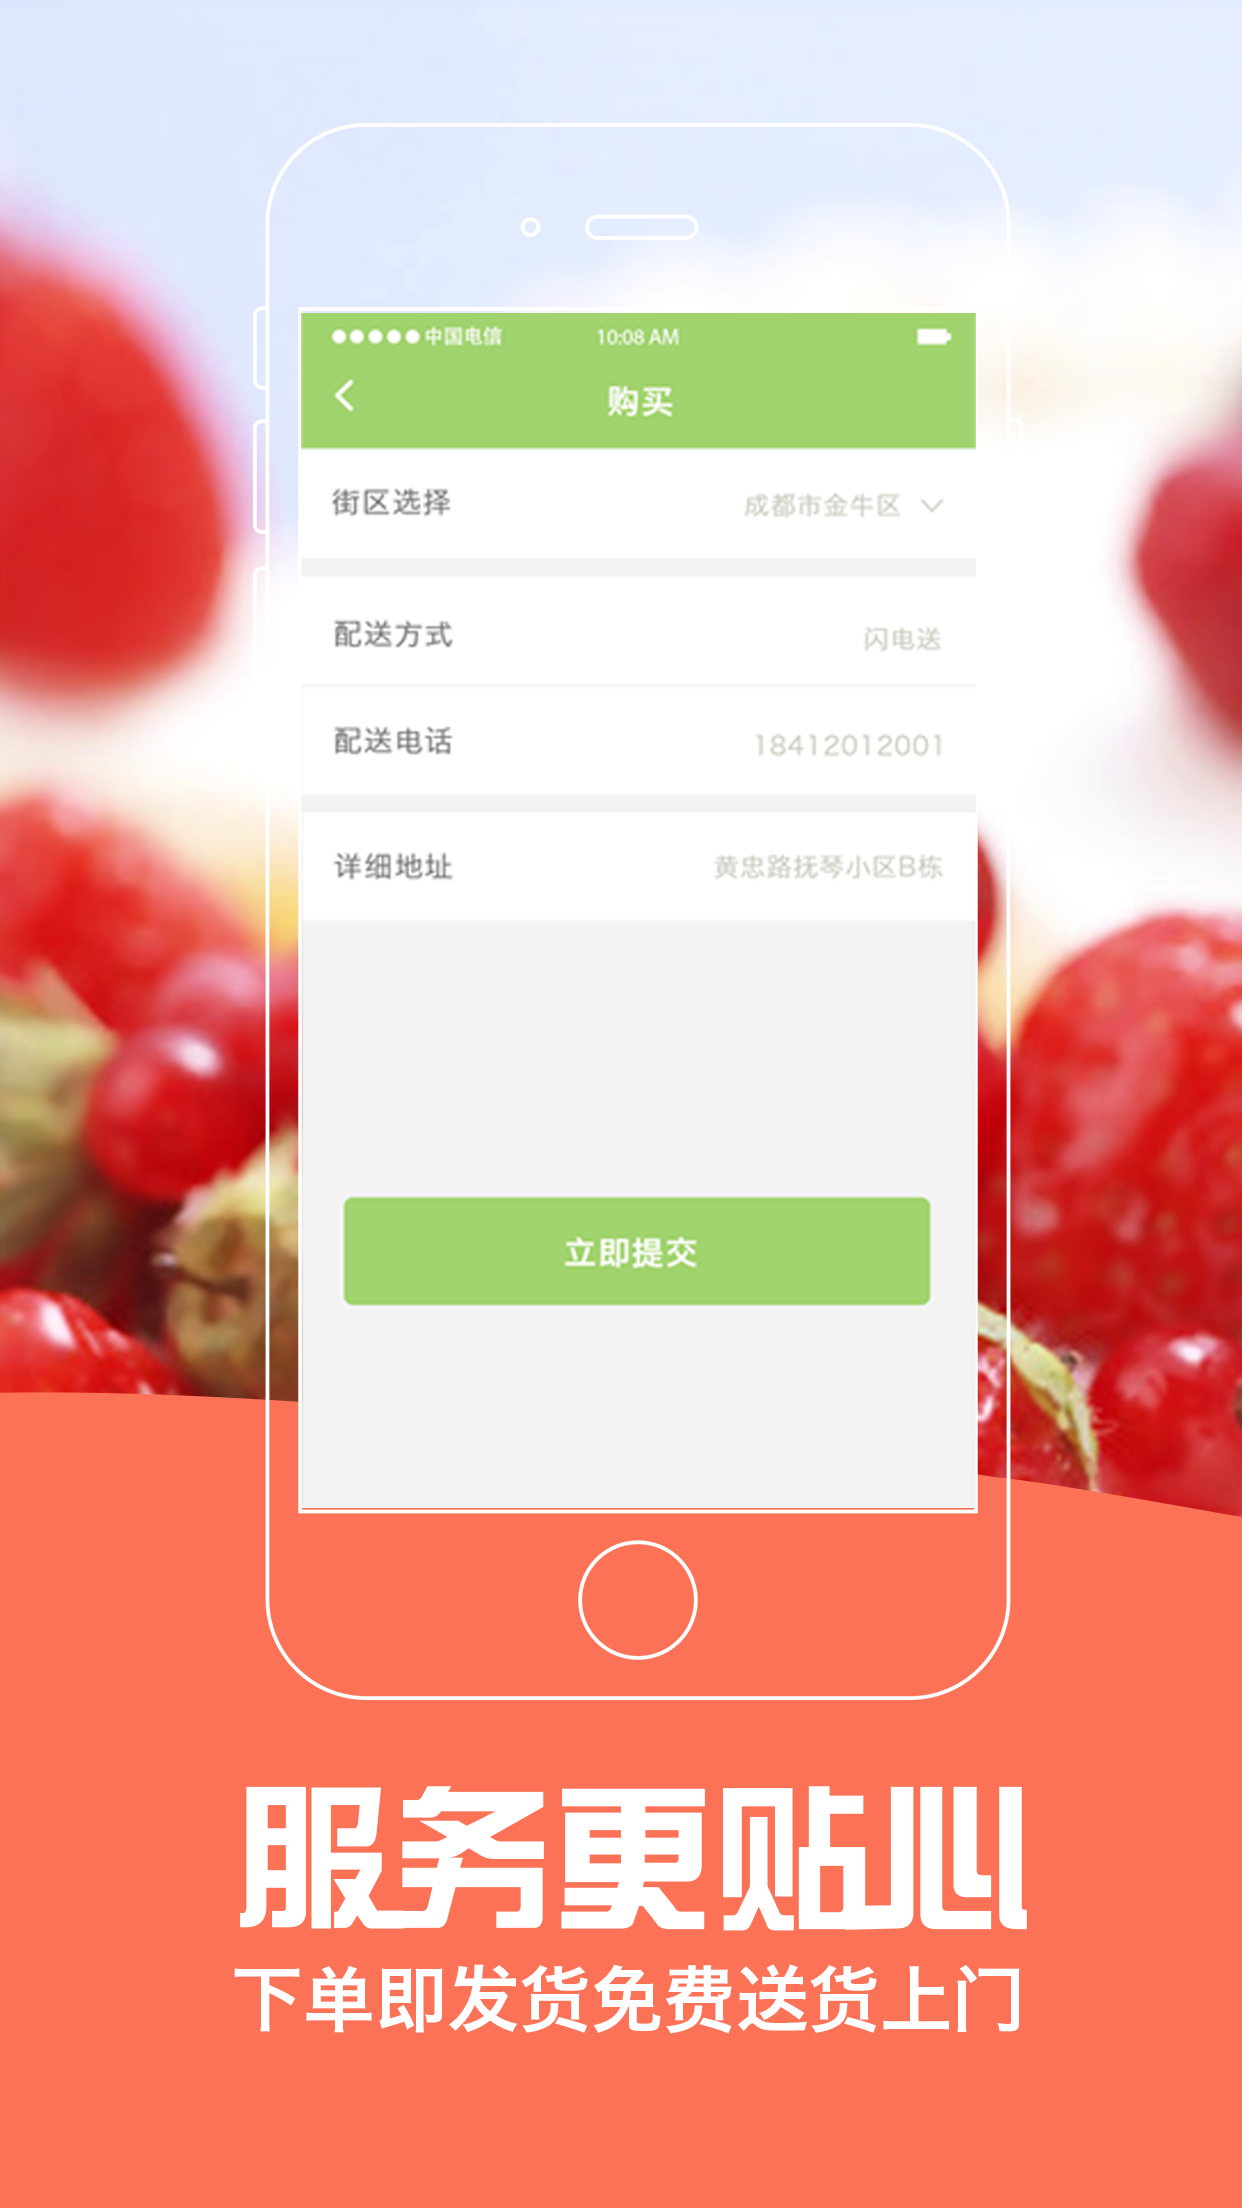 中国电信 10:08 AM
购买
街区选择 成都市金牛区
配送方式 闪电送
配送电话 18412012001
详细地址 黄忠路抚琴小区B栋
立即提交
服务更贴心
下单即发货免费送货上门